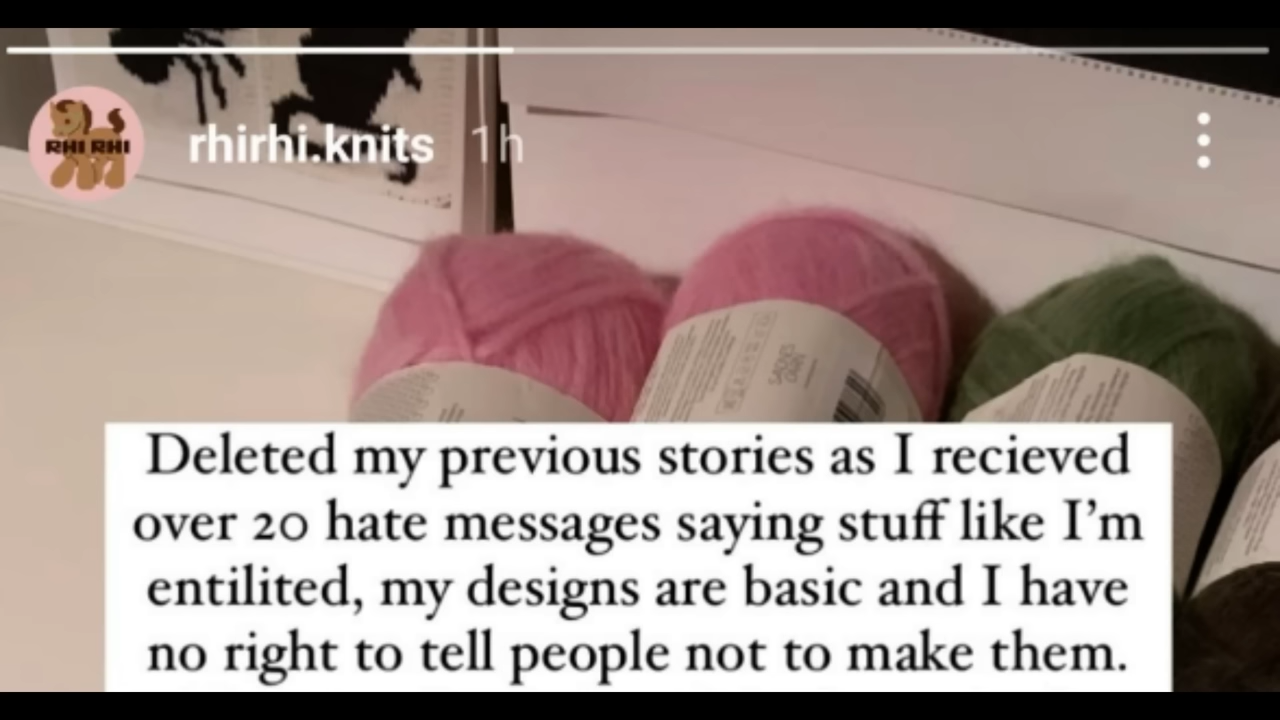 RHI RHI
rhirhi.knits 1h
Deleted my previous stories as I recieved
over 20 hate messages saying stuff like I'm
entilited, my designs are basic and I have
no right to tell people not to make them.